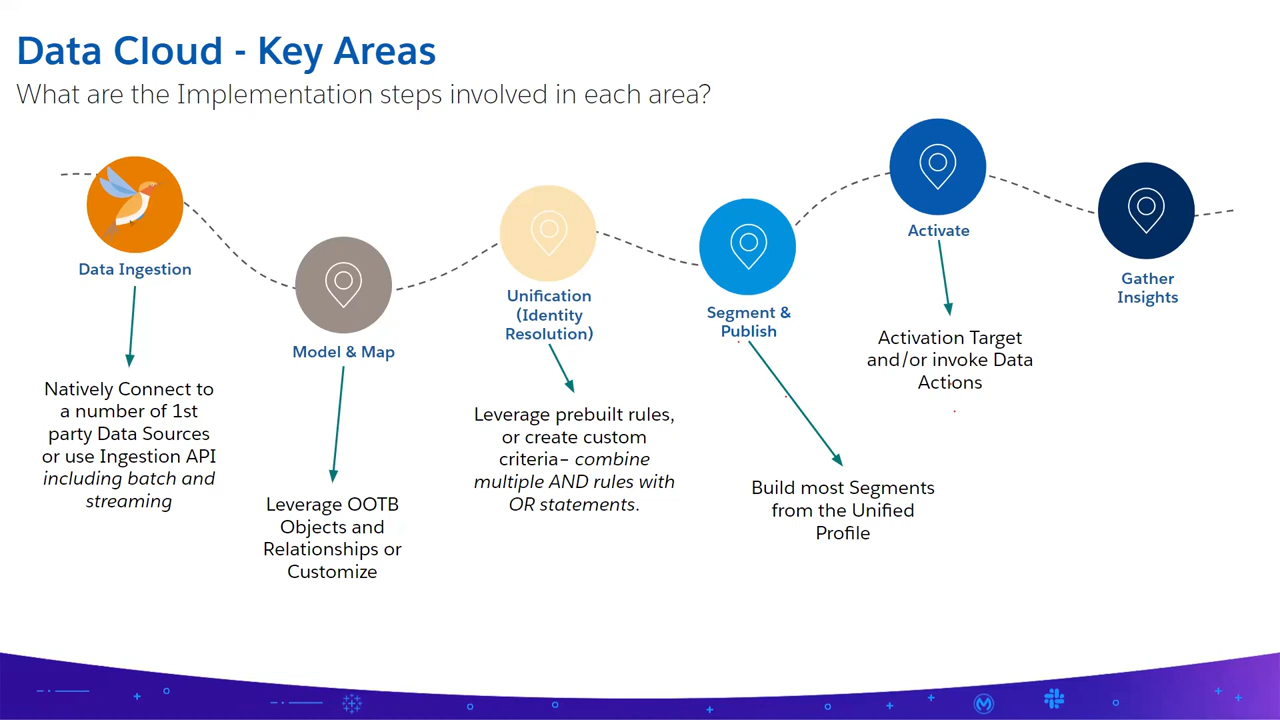 Data Cloud - Key Areas
What are the Implementation steps involved in each area?
Data Ingestion
Natively Connect to
a number of 1st
party Data Sources
or use Ingestion API
including batch and
streaming
Model & Map
Leverage OOTB
Objects and
Relationships or
Customize
Unification
(Identity
Resolution)
Leverage prebuilt rules,
or create custom
criteria– combine
multiple AND rules with
OR statements.
Segment &
Publish
Build most Segments
from the Unified
Profile
Activate
Activation Target
and/or invoke Data
Actions
Gather
Insights